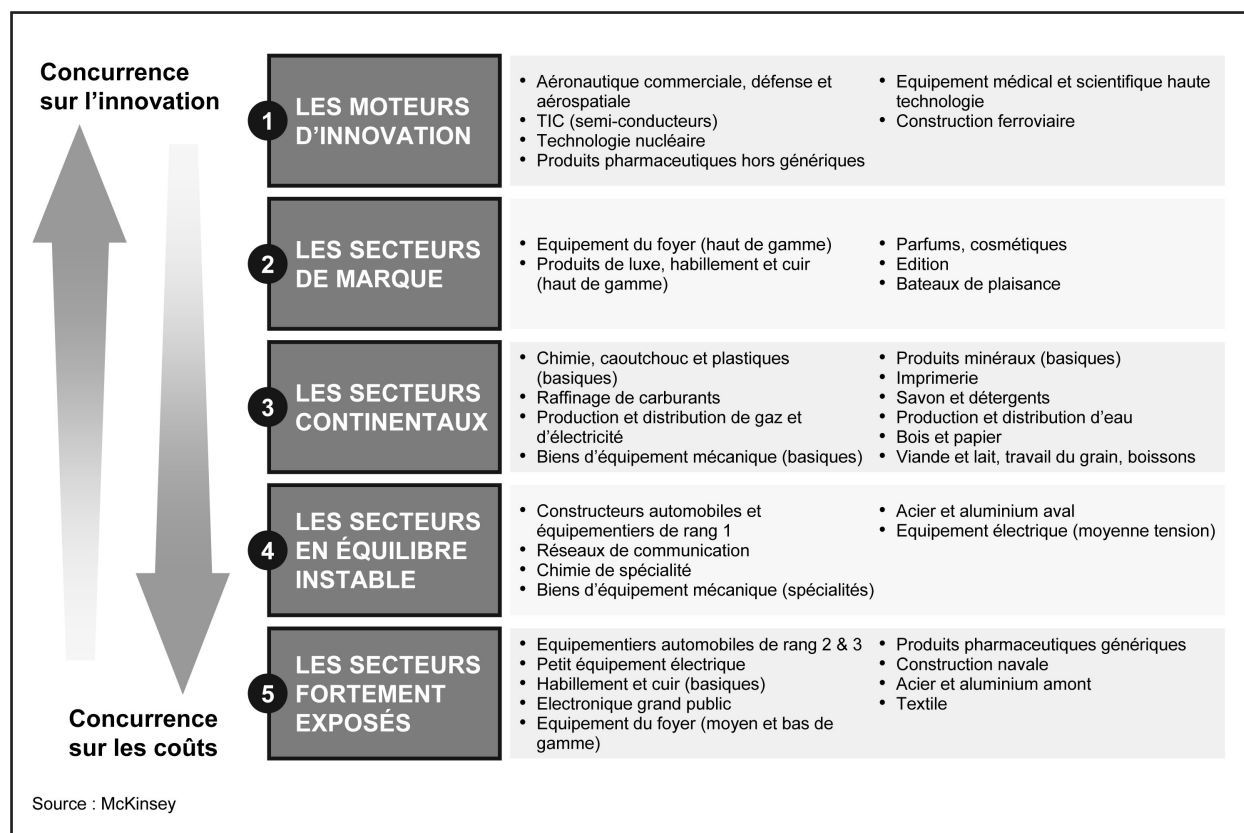 Concurrence
sur l'innovation
1
LES MOTEURS
D'INNOVATION
• Aéronautique commerciale, défense et
aérospatiale
• TIC (semi-conducteurs)
• Technologie nucléaire
• Produits pharmaceutiques hors génériques
• Equipement médical et scientifique haute
technologie
• Construction ferroviaire
2
LES SECTEURS
DE MARQUE
• Equipement du foyer (haut de gamme)
• Produits de luxe, habillement et cuir
(haut de gamme)
• Parfums, cosmétiques
• Edition
• Bateaux de plaisance
3
LES SECTEURS
CONTINENTAUX
• Chimie, caoutchouc et plastiques
(basiques)
• Raffinage de carburants
• Production et distribution de gaz et
d'électricité
• Biens d'équipement mécanique (basiques)
• Produits minéraux (basiques)
• Imprimerie
• Savon et détergents
• Production et distribution d'eau
• Bois et papier
• Viande et lait, travail du grain, boissons
4
LES SECTEURS
EN ÉQUILIBRE
INSTABLE
• Constructeurs automobiles et
équipementiers de rang 1
• Réseaux de communication
• Chimie de spécialité
• Biens d'équipement mécanique (spécialités)
• Acier et aluminium aval
• Equipement électrique (moyenne tension)
5
LES SECTEURS
FORTEMENT
EXPOSÉS
• Equipementiers automobiles de rang 2 & 3
• Petit équipement électrique
• Habillement et cuir (basiques)
• Electronique grand public
• Equipement du foyer (moyen et bas de
gamme)
• Produits pharmaceutiques génériques
• Construction navale
• Acier et aluminium amont
• Textile
Concurrence
sur les coûts
Source : McKinsey